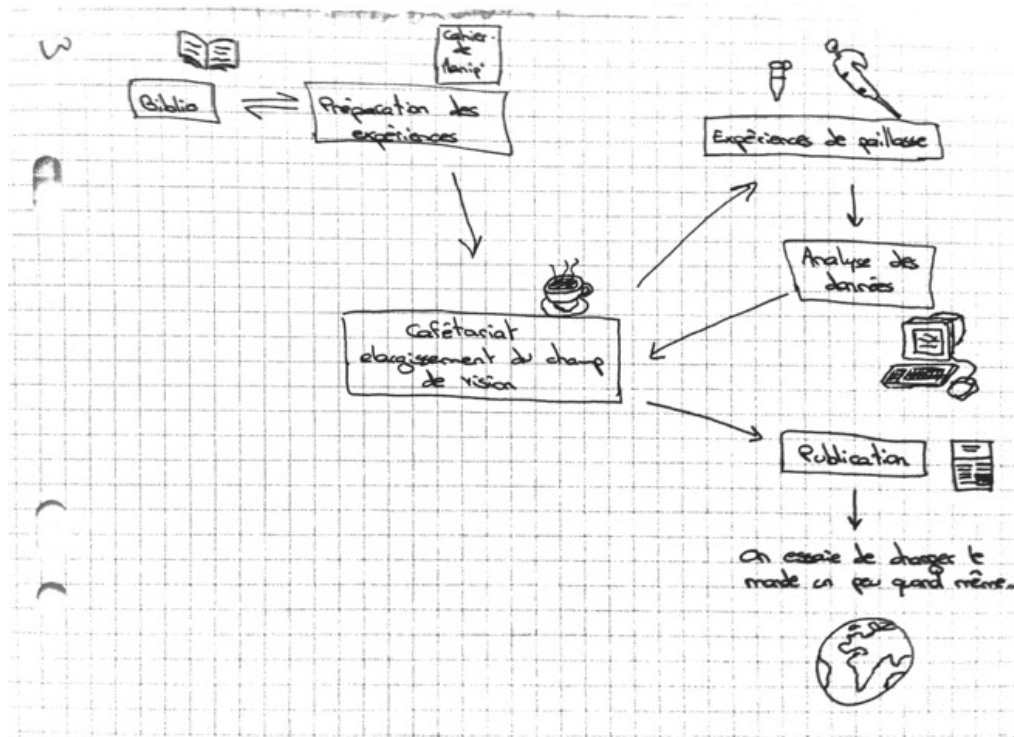 Cahier
de
Manip'
Biblio
Préparation des
expériences
Expériences de paillasse
Analyse des
données
Cafétariat
elargissement du champ
de vision
Publication
On essaie de changer le
monde un peu quand même...